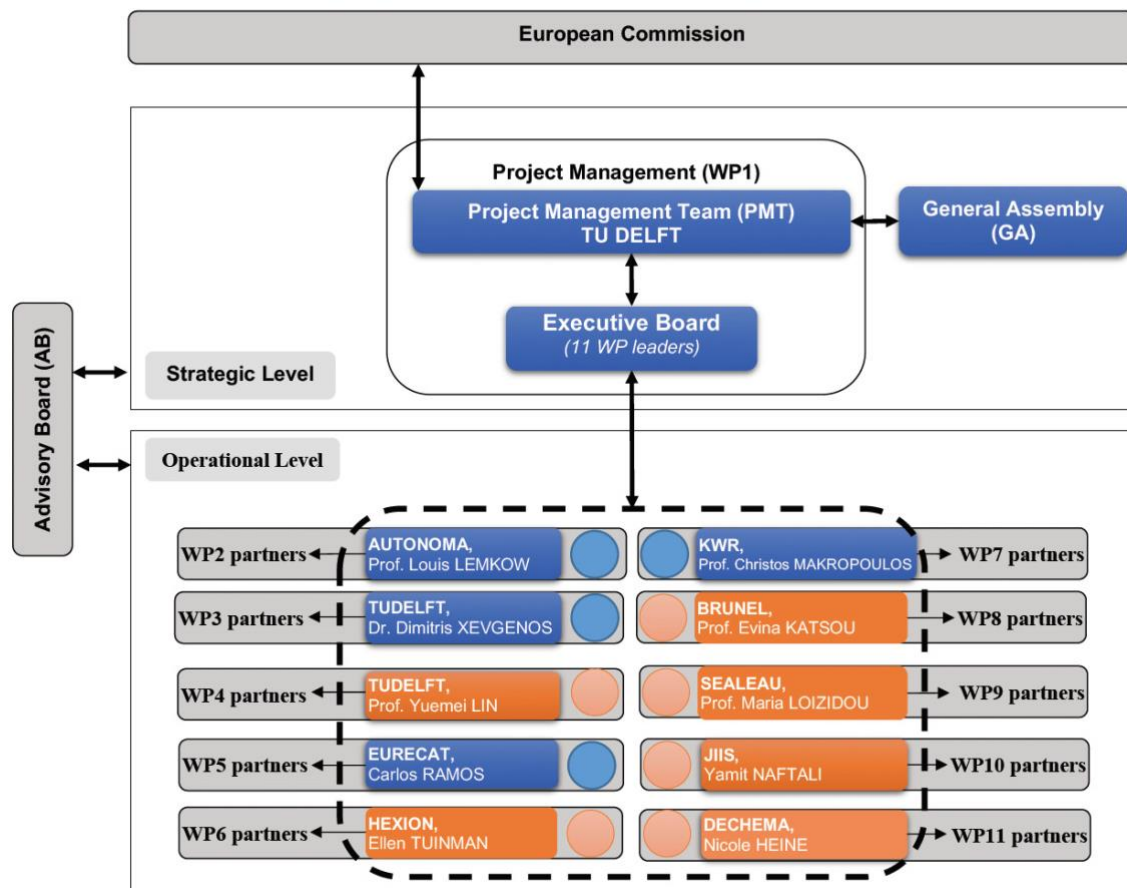 European Commission
Project Management (WP1)
Project Management Team (PMT)
TU DELFT
General Assembly
(GA)
Executive Board
(11 WP leaders)
Advisory Board (AB)
Strategic Level
Operational Level
WP2 partners
AUTONOMA,
Prof. Louis LEMKOW
KWR,
Prof. Christos MAKROPOULOS
WP7 partners
WP3 partners
TUDELFT,
Dr. Dimitris XEVGENOS
BRUNEL,
Prof. Evina KATSOU
WP8 partners
WP4 partners
TUDELFT,
Prof. Yuemei LIN
SEALEAU,
Prof. Maria LOIZIDOU
WP9 partners
WP5 partners
EURECAT,
Carlos RAMOS
JIIS,
Yamit NAFTALI
WP10 partners
WP6 partners
HEXION,
Ellen TUINMAN
DECHEMA,
Nicole HEINE
WP11 partners